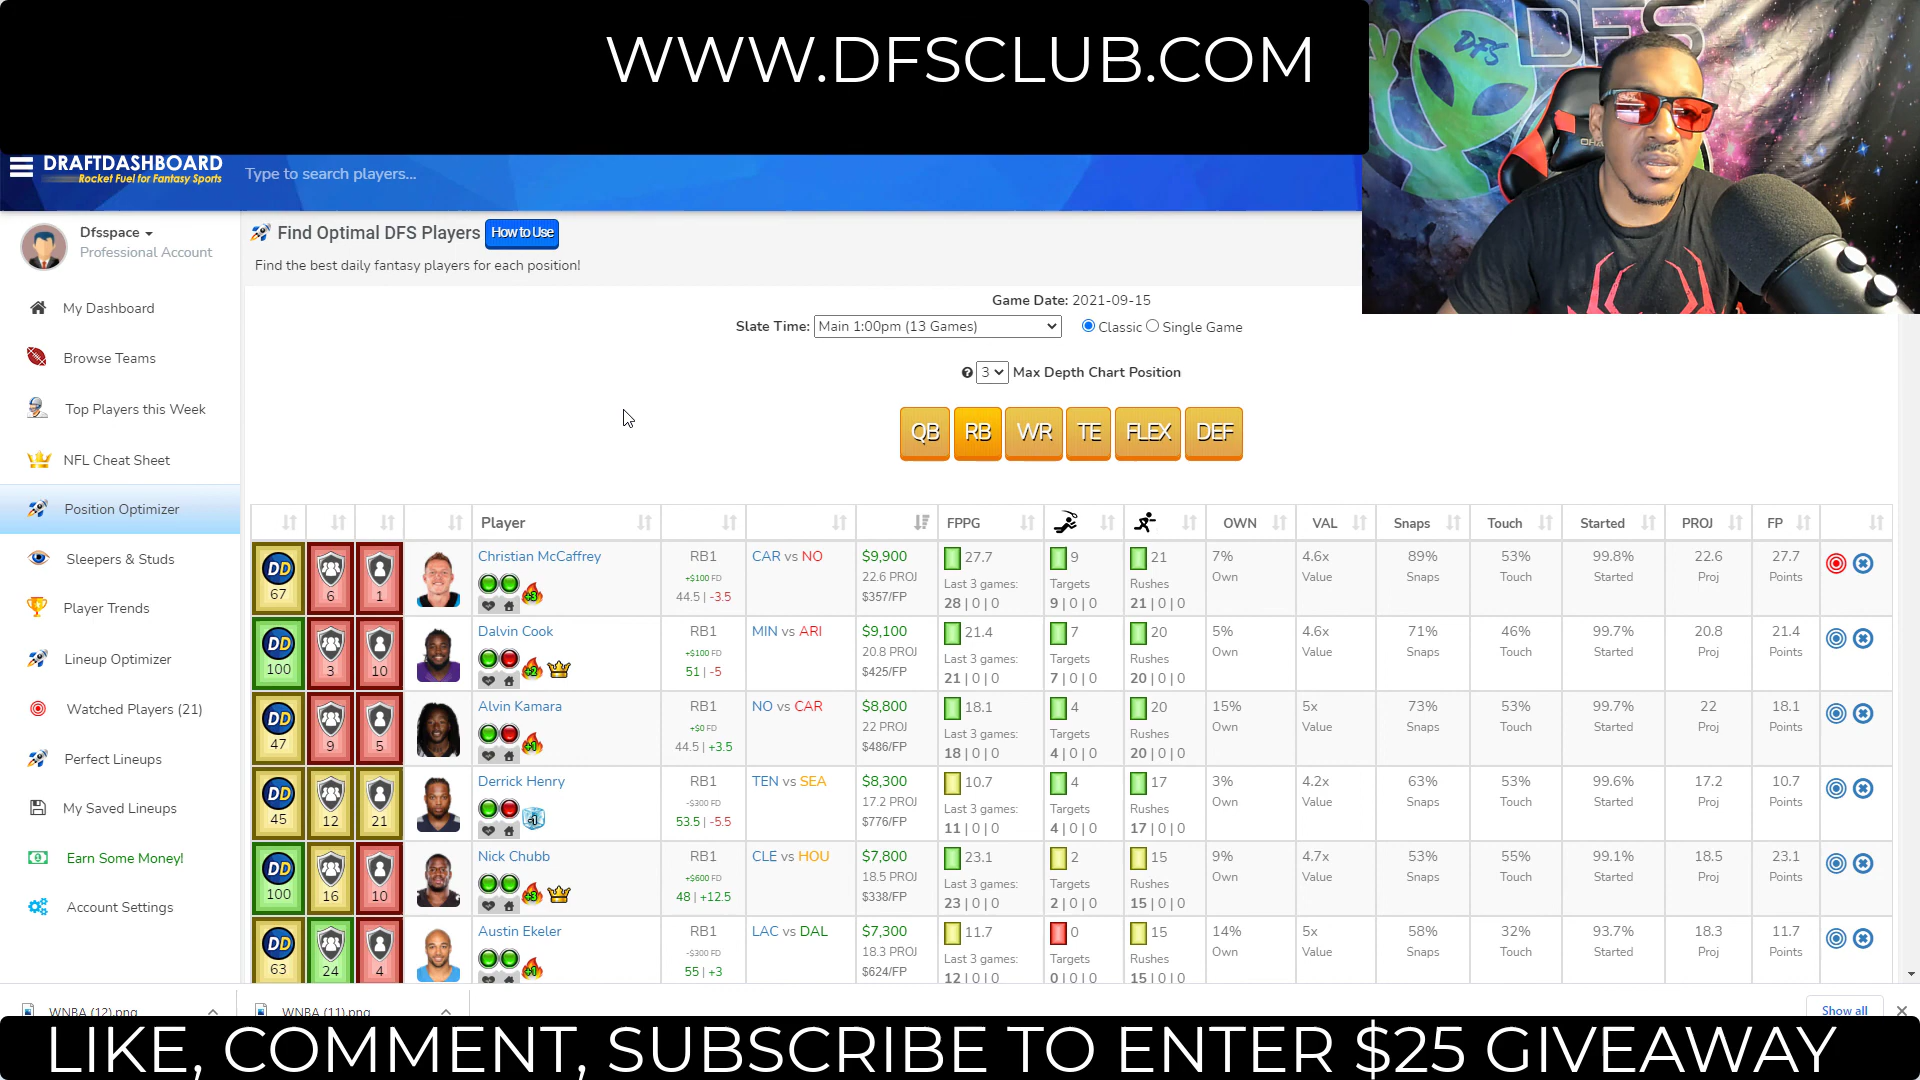 WWW.DFSCLUB.COM
DFS
DFS
DRAFTDASHBOARD
Rocket Fuel for Fantasy Sports
Type to search players...
Dfsspace
Professional Account
My Dashboard
Browse Teams
Top Players this Week
NFL Cheat Sheet
Position Optimizer
Sleepers & Studs
Player Trends
Lineup Optimizer
Watched Players (21)
Perfect Lineups
My Saved Lineups
Earn Some Money!
Account Settings
Find Optimal DFS Players How to Use
Find the best daily fantasy players for each position!
Game Date: 2021-09-15
Slate Time: Main 1:00pm (13 Games) Classic Single Game
3 Max Depth Chart Position
QB RB WR TE FLEX DEF
Player FPPG OWN VAL Snaps Touch Started PROJ FP
DD Christian McCaffrey RB1 CAR vs NO $9,900 27.7 9 21 7% 4.6x 89% 53% 99.8% 22.6 27.7
+$100 FD 22.6 PROJ Last 3 games: Targets Rushes Own Value Snaps Touch Started Proj Points
67 6 1 +3 44.5 | -3.5 $357/FP 28 | 0 | 0 9 | 0 | 0 21 | 0 | 0
DD Dalvin Cook RB1 MIN vs ARI $9,100 21.4 7 20 5% 4.6x 71% 46% 99.7% 20.8 21.4
+$100 FD 20.8 PROJ Last 3 games: Targets Rushes Own Value Snaps Touch Started Proj Points
100 3 10 +2 51 | -5 $425/FP 21 | 0 | 0 7 | 0 | 0 20 | 0 | 0
DD Alvin Kamara RB1 NO vs CAR $8,800 18.1 4 20 15% 5x 73% 53% 99.7% 22 18.1
+$0 FD 22 PROJ Last 3 games: Targets Rushes Own Value Snaps Touch Started Proj Points
47 9 5 +1 44.5 | +3.5 $486/FP 18 | 0 | 0 4 | 0 | 0 20 | 0 | 0
DD Derrick Henry RB1 TEN vs SEA $8,300 10.7 4 17 3% 4.2x 63% 53% 99.6% 17.2 10.7
-$300 FD 17.2 PROJ Last 3 games: Targets Rushes Own Value Snaps Touch Started Proj Points
45 12 21 -1 53.5 | -5.5 $776/FP 11 | 0 | 0 4 | 0 | 0 17 | 0 | 0
DD Nick Chubb RB1 CLE vs HOU $7,800 23.1 2 15 9% 4.7x 53% 55% 99.1% 18.5 23.1
+$600 FD 18.5 PROJ Last 3 games: Targets Rushes Own Value Snaps Touch Started Proj Points
100 16 10 +3 48 | +12.5 $338/FP 23 | 0 | 0 2 | 0 | 0 15 | 0 | 0
DD Austin Ekeler RB1 LAC vs DAL $7,300 11.7 0 15 14% 5x 58% 32% 93.7% 18.3 11.7
-$300 FD 18.3 PROJ Last 3 games: Targets Rushes Own Value Snaps Touch Started Proj Points
63 24 4 +1 55 | +3 $624/FP 12 | 0 | 0 0 | 0 | 0 15 | 0 | 0
WNBA (12).png WNBA (11).png Show all
LIKE, COMMENT, SUBSCRIBE TO ENTER $25 GIVEAWAY